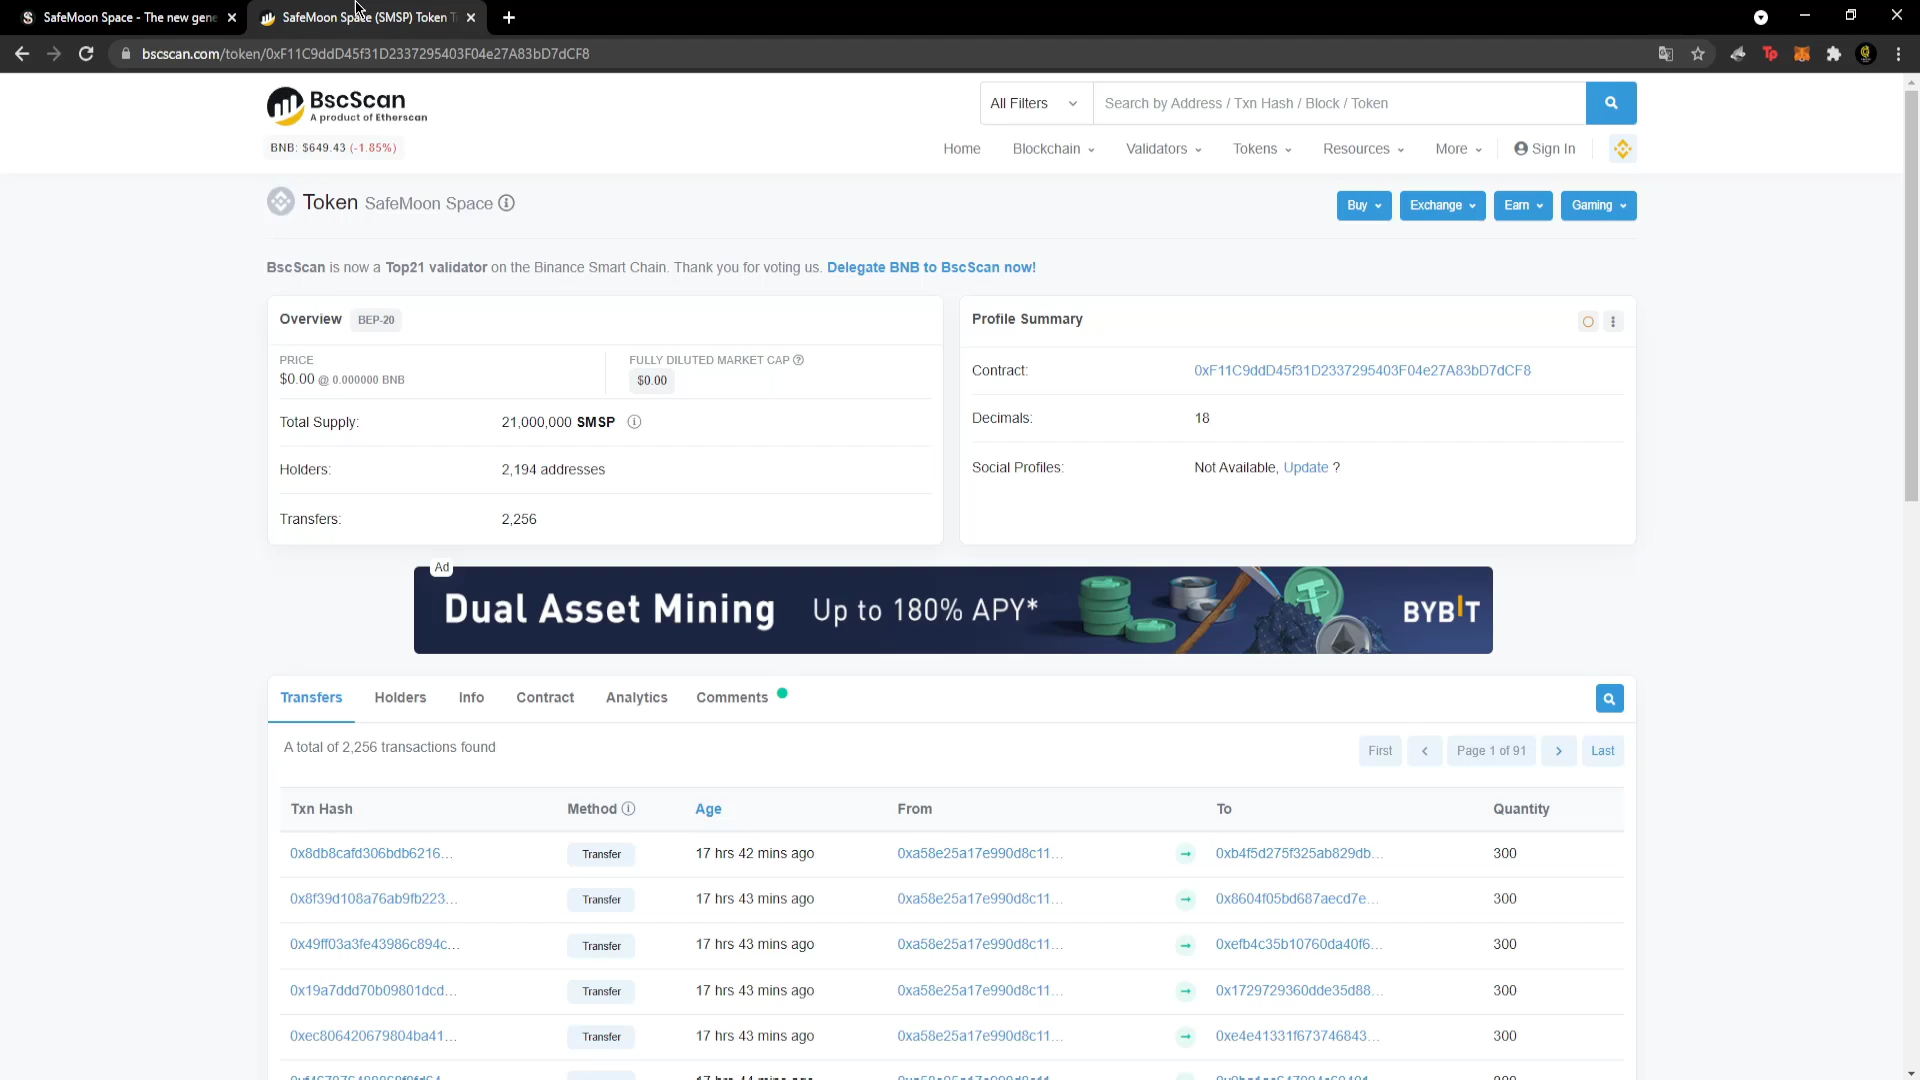 SafeMoon Space - The new gene
SafeMoon Space (SMSP) Token T
bscscan.com/token/0xF11C9ddD45f31D2337295403F04e27A83bD7dCF8
BscScan
A product of Etherscan
All Filters
Search by Address / Txn Hash / Block / Token
BNB: $649.43 (-1.85%)
Home Blockchain Validators Tokens Resources More Sign In
Token SafeMoon Space
Buy Exchange Earn Gaming
BscScan is now a Top21 validator on the Binance Smart Chain. Thank you for voting us. Delegate BNB to BscScan now!
Overview BEP-20
PRICE
$0.00 @ 0.000000 BNB
FULLY DILUTED MARKET CAP
$0.00
Total Supply: 21,000,000 SMSP
Holders: 2,194 addresses
Transfers: 2,256
Profile Summary
Contract: 0xF11C9ddD45f31D2337295403F04e27A83bD7dCF8
Decimals: 18
Social Profiles: Not Available, Update ?
Ad
Dual Asset Mining Up to 180% APY* BYBIT
Transfers Holders Info Contract Analytics Comments
A total of 2,256 transactions found
First Page 1 of 91 Last
Txn Hash Method Age From To Quantity
0x8db8cafd306bdb6216... Transfer 17 hrs 42 mins ago 0xa58e25a17e990d8c11... 0xb4f5d275f325ab829db... 300
0x8f39d108a76ab9fb223... Transfer 17 hrs 43 mins ago 0xa58e25a17e990d8c11... 0x8604f05bd687aecd7e... 300
0x49ff03a3fe43986c894c... Transfer 17 hrs 43 mins ago 0xa58e25a17e990d8c11... 0xefb4c35b10760da40f6... 300
0x19a7ddd70b09801dcd... Transfer 17 hrs 43 mins ago 0xa58e25a17e990d8c11... 0x1729729360dde35d88... 300
0xec806420679804ba41... Transfer 17 hrs 43 mins ago 0xa58e25a17e990d8c11... 0xe4e41331f673746843... 300